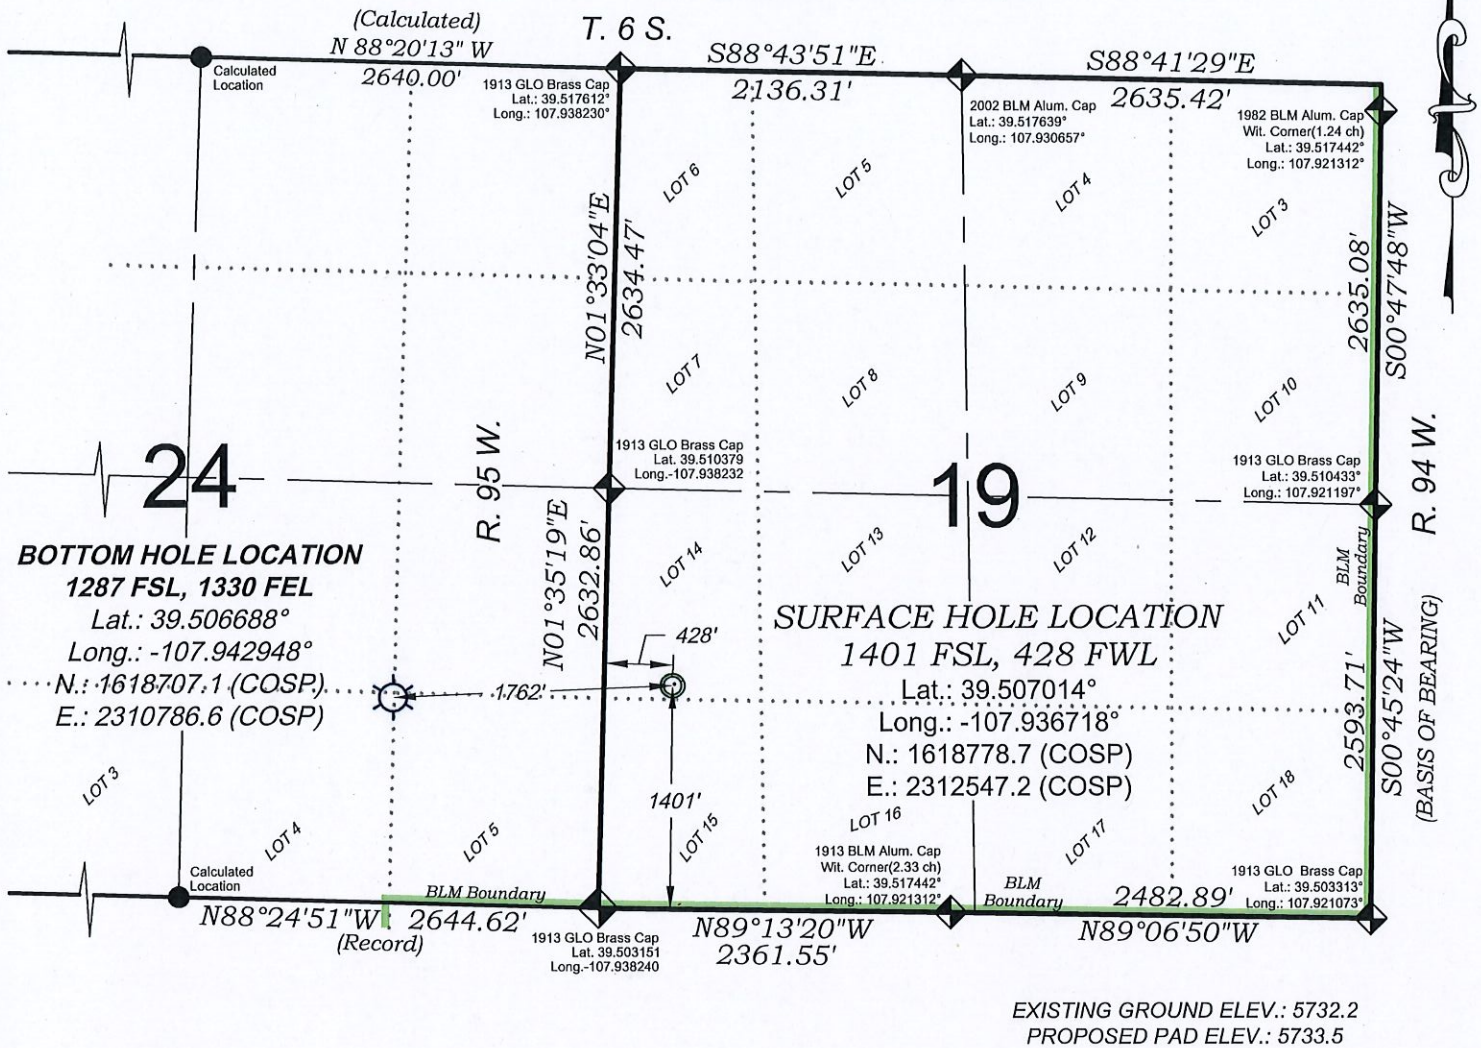 (Calculated)
N 88°20'13" W
2640.00'
T. 6 S.
S88°43'51"E
2136.31'
S88°41'29"E
2635.42'
Calculated
Location
1913 GLO Brass Cap
Lat.: 39.517612°
Long.: 107.938230°
2002 BLM Alum. Cap
Lat.: 39.517639°
Long.: 107.930657°
1982 BLM Alum. Cap
Wit. Corner(1.24 ch)
Lat.: 39.517442°
Long.: 107.921312°
LOT 6
LOT 5
LOT 4
LOT 3
N01°33'04"E
2634.47'
2635.08'
S00°47'48"W
LOT 7
LOT 8
LOT 9
LOT 10
24
R. 95 W.
1913 GLO Brass Cap
Lat. 39.510379
Long.-107.938232
19
1913 GLO Brass Cap
Lat.: 39.510433°
Long.: 107.921197°
R. 94 W.
BOTTOM HOLE LOCATION
1287 FSL, 1330 FEL
Lat.: 39.506688°
Long.: -107.942948°
N.: 1618707.1 (COSP)
E.: 2310786.6 (COSP)
N01°35'19"E
2632.86'
LOT 14
LOT 13
LOT 12
LOT 11
BLM
Boundary
428'
1762'
1401'
SURFACE HOLE LOCATION
1401 FSL, 428 FWL
Lat.: 39.507014°
Long.: -107.936718°
N.: 1618778.7 (COSP)
E.: 2312547.2 (COSP)
2593.71'
S00°45'24"W
(BASIS OF BEARING)
LOT 3
LOT 4
LOT 5
LOT 15
LOT 16
LOT 17
LOT 18
Calculated
Location
BLM Boundary
1913 BLM Alum. Cap
Wit. Corner(2.33 ch)
Lat.: 39.517442°
Long.: 107.921312°
BLM
Boundary
1913 GLO Brass Cap
Lat.: 39.503313°
Long.: 107.921073°
N88°24'51"W
2644.62'
(Record)
1913 GLO Brass Cap
Lat. 39.503151
Long.-107.938240
N89°13'20"W
2361.55'
2482.89'
N89°06'50"W
EXISTING GROUND ELEV.: 5732.2
PROPOSED PAD ELEV.: 5733.5